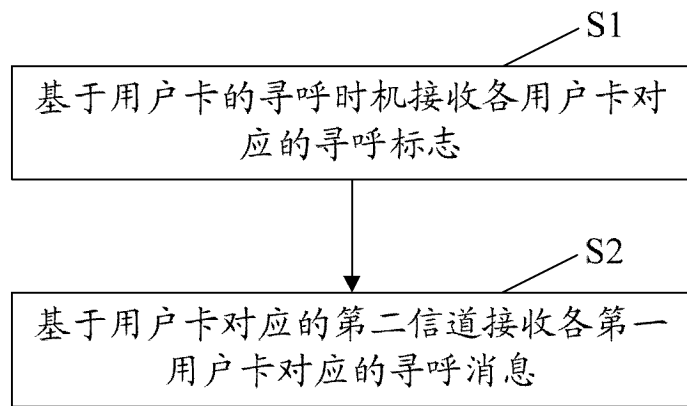 S1
基于用户卡的寻呼时机接收各用户卡对
应的寻呼标志
S2
基于用户卡对应的第二信道接收各第一
用户卡对应的寻呼消息